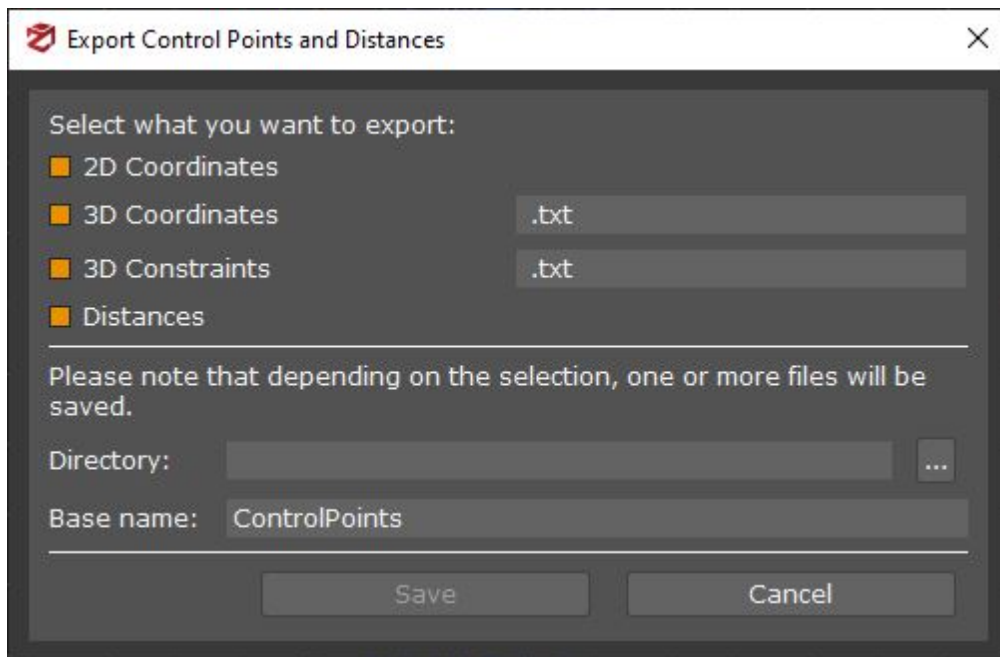 Export Control Points and Distances
Select what you want to export:
2D Coordinates
3D Coordinates .txt
3D Constraints .txt
Distances
Please note that depending on the selection, one or more files will be
saved.
Directory: ...
Base name: ControlPoints
Save Cancel